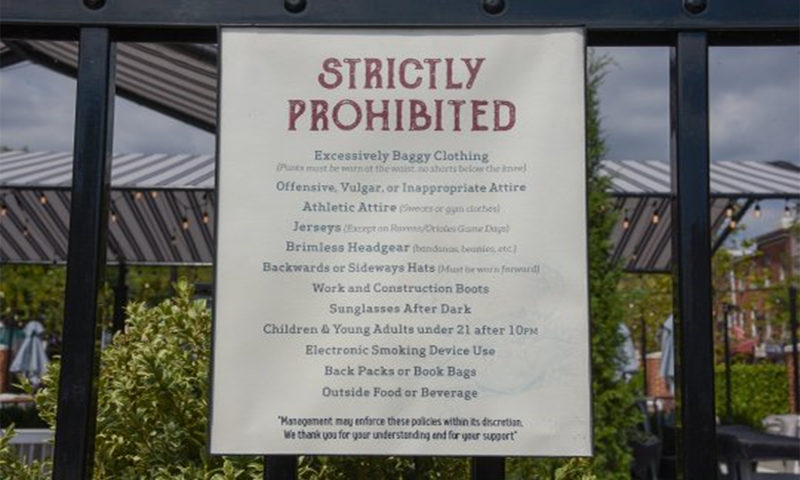 STRICTLY
PROHIBITED
Excessively Baggy Clothing
(Pants must be worn at the waist, no shorts below the knee)
Offensive, Vulgar, or Inappropriate Attire
Athletic Attire (Sweats or gym clothes)
Jerseys (Except on Ravens/Orioles Game Days)
Brimless Headgear (bandanas, beanies, etc.)
Backwards or Sideways Hats (Must be worn forward)
Work and Construction Boots
Sunglasses After Dark
Children & Young Adults under 21 after 10PM
Electronic Smoking Device Use
Back Packs or Book Bags
Outside Food or Beverage
"Management may enforce these policies within its discretion.
We thank you for your understanding and for your support"